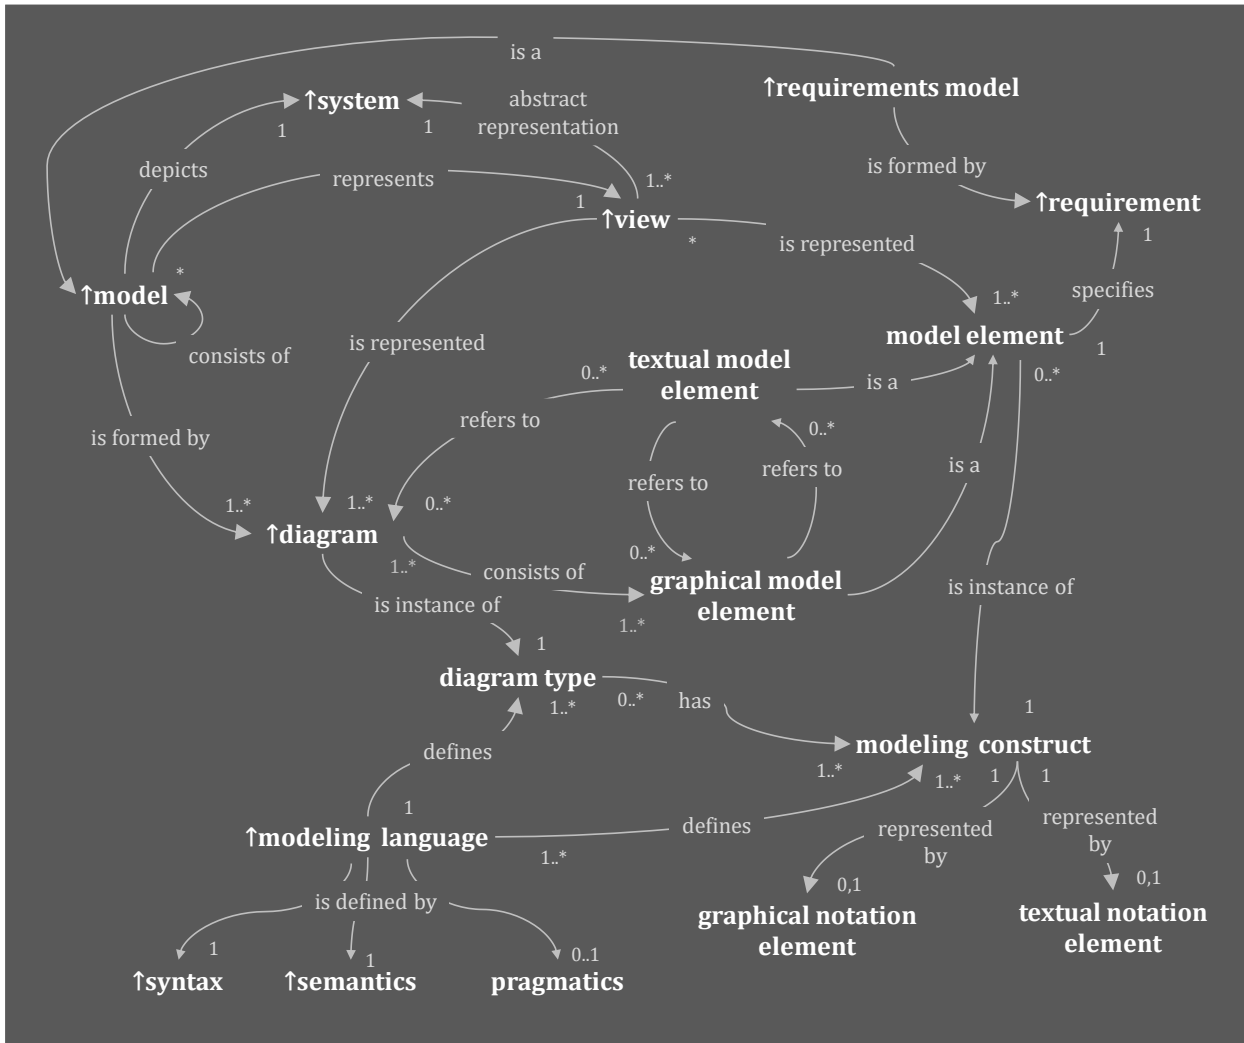 is a
↑requirements model
↑system
abstract
representation
1
1
depicts
represents
is formed by
1..*
1
↑view
*
↑requirement
1
is represented
*
↑model
1..*
specifies
consists of
is represented
model element
1
textual model
element
0..*
is a
0..*
refers to
is formed by
0..*
refers to
refers to
is a
1..*
1..*
0..*
↑diagram
1..*
consists of
0..*
graphical model
element
is instance of
is instance of
1..*
1
diagram type
1..*
0..*
has
1
modeling construct
defines
1..*
1..*
1
1
1
↑modeling language
1..*
defines
represented
by
represented
by
is defined by
0,1
0,1
graphical notation
element
textual notation
element
1
1
0..1
↑syntax
↑semantics
pragmatics